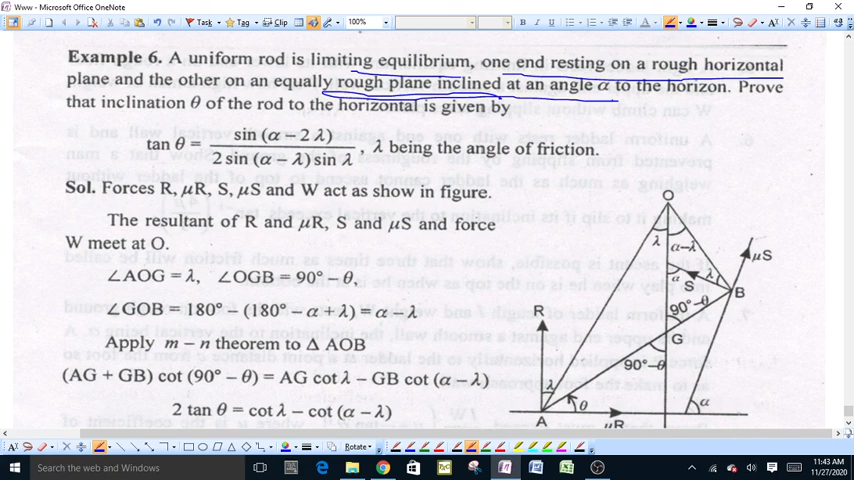 Www - Microsoft Office OneNote
Task
Tag
Clip
100%
B I U
Example 6. A uniform rod is limiting equilibrium, one end resting on a rough horizontal
plane and the other on an equally rough plane inclined at an angle α to the horizon. Prove
that inclination θ of the rod to the horizontal is given by
tan θ = sin (α – 2 λ) / 2 sin (α – λ) sin λ , λ being the angle of friction.
Sol. Forces R, μR, S, μS and W act as show in figure.
The resultant of R and μR, S and μS and force
W meet at O.
∠AOG = λ, ∠OGB = 90° – θ,
∠GOB = 180° – (180° – α + λ) = α – λ
Apply m – n theorem to Δ AOB
(AG + GB) cot (90° – θ) = AG cot λ – GB cot (α – λ)
2 tan θ = cot λ – cot (α – λ)
O
λ
α–λ
μS
α
λ
S
B
R
90°–θ
G
90°–θ
λ
θ
α
A
μR
Rotate
Search the web and Windows
11:43 AM
11/27/2020